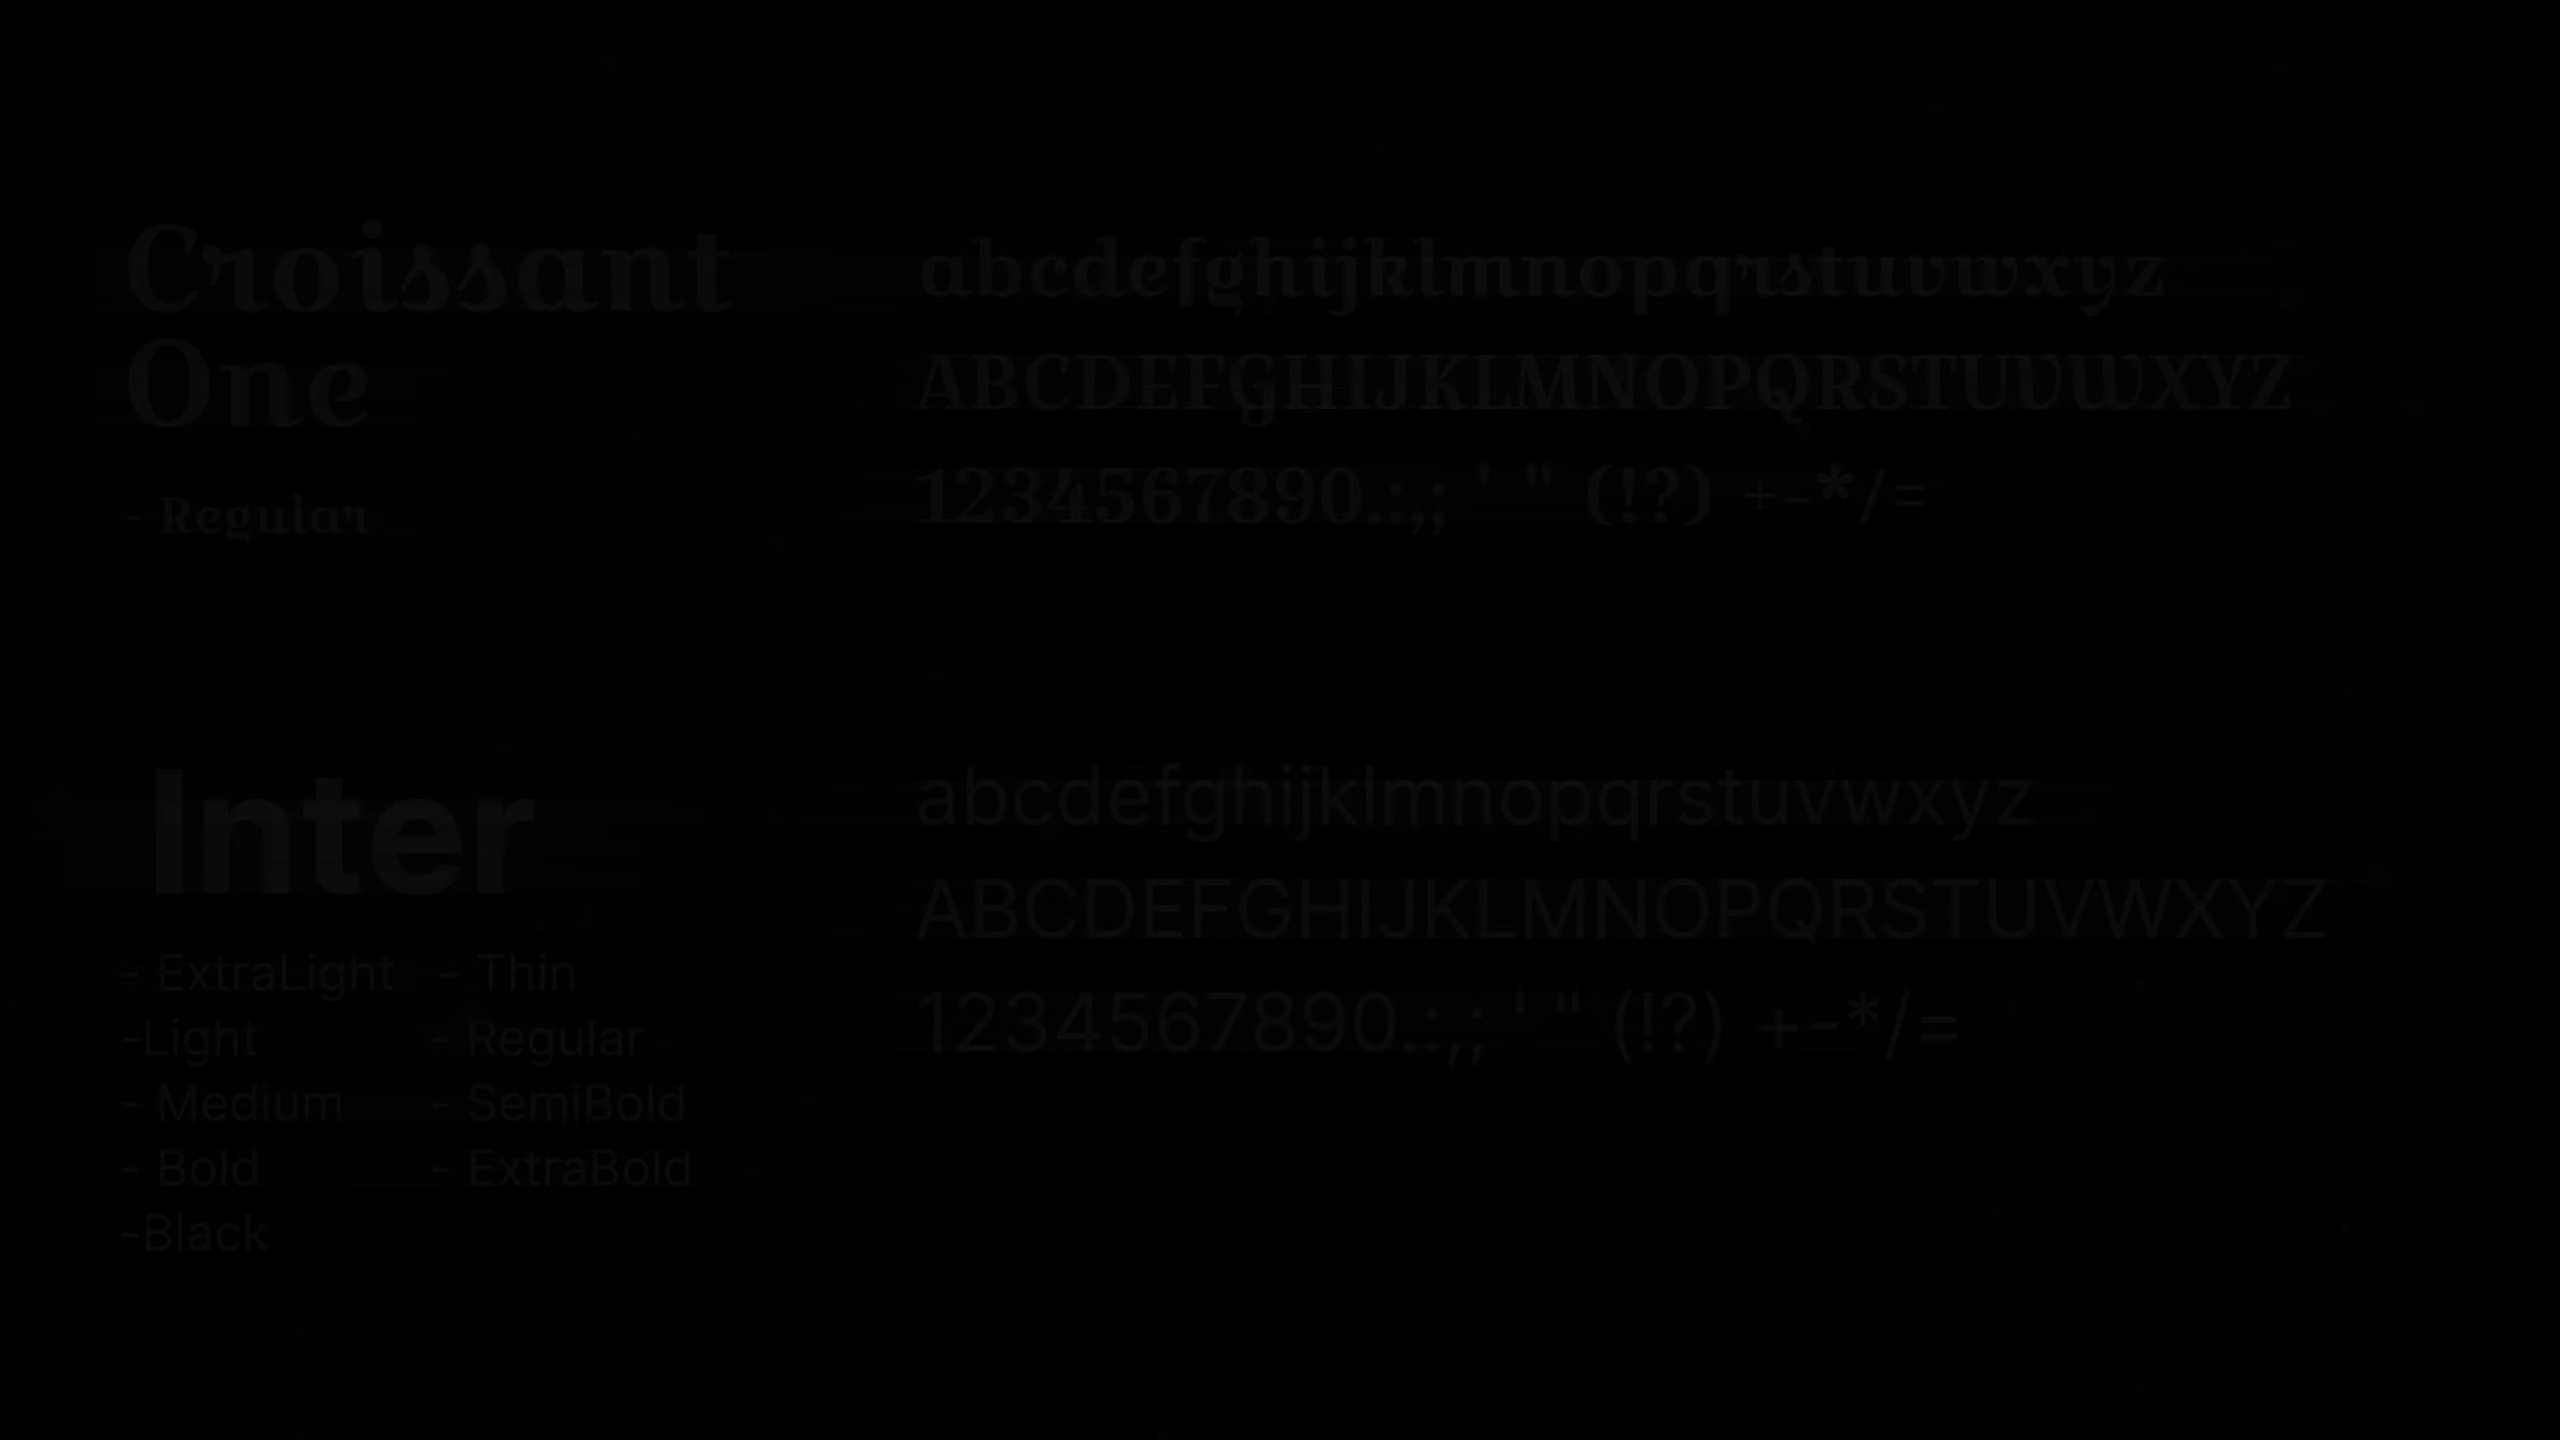 Croissant
One
- Regular
abcdefghijklmnopqrstuvwxyz
ABCDEFGHIJKLMNOPQRSTUVWXYZ
1234567890.:,; ' " (!?) +-*/=
Inter
- ExtraLight - Thin
-Light - Regular
- Medium - SemiBold
- Bold - ExtraBold
-Black
abcdefghijklmnopqrstuvwxyz
ABCDEFGHIJKLMNOPQRSTUVWXYZ
1234567890.:,; ' " (!?) +-*/=